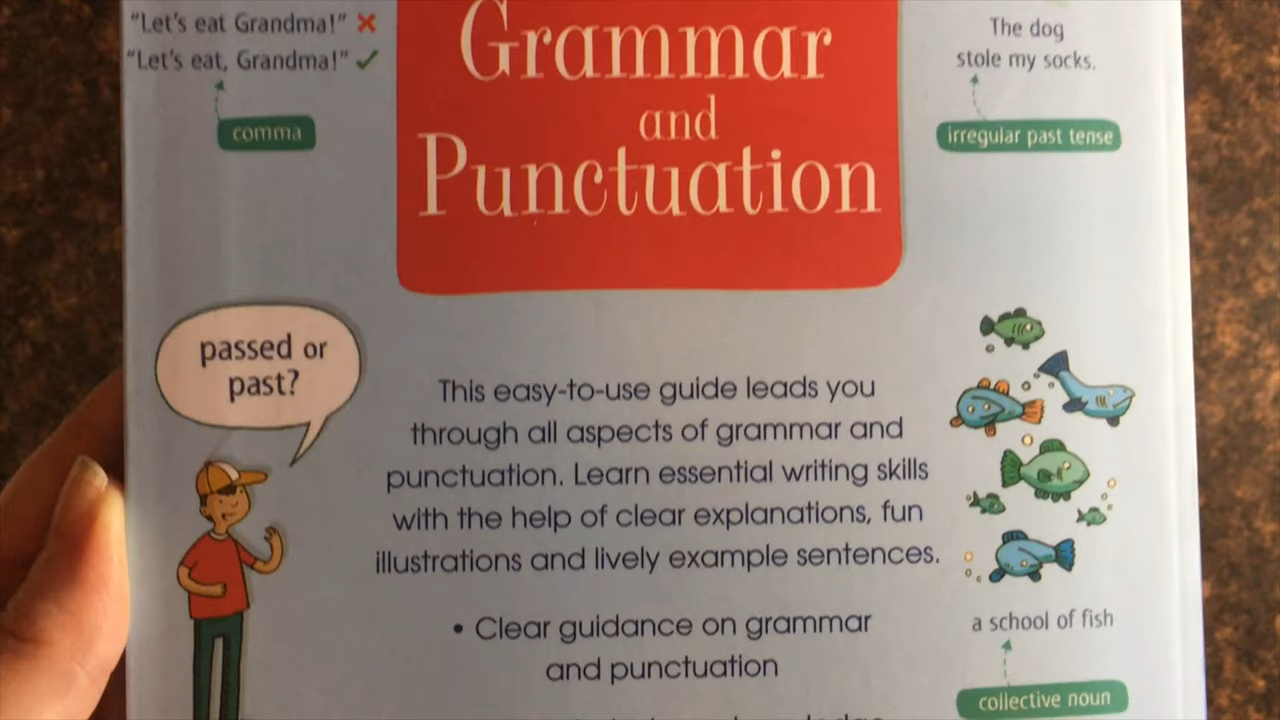 "Let's eat Grandma!"
"Let's eat, Grandma!"
comma
Grammar
and
Punctuation
The dog
stole my socks.
irregular past tense
passed or
past?
This easy-to-use guide leads you
through all aspects of grammar and
punctuation. Learn essential writing skills
with the help of clear explanations, fun
illustrations and lively example sentences.
• Clear guidance on grammar
and punctuation
a school of fish
collective noun